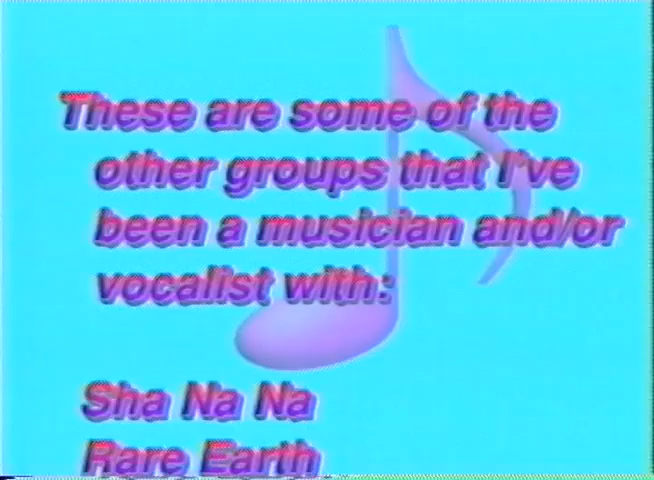 These are some of the
other groups that I've
been a musician and/or
vocalist with:
Sha Na Na
Rare Earth